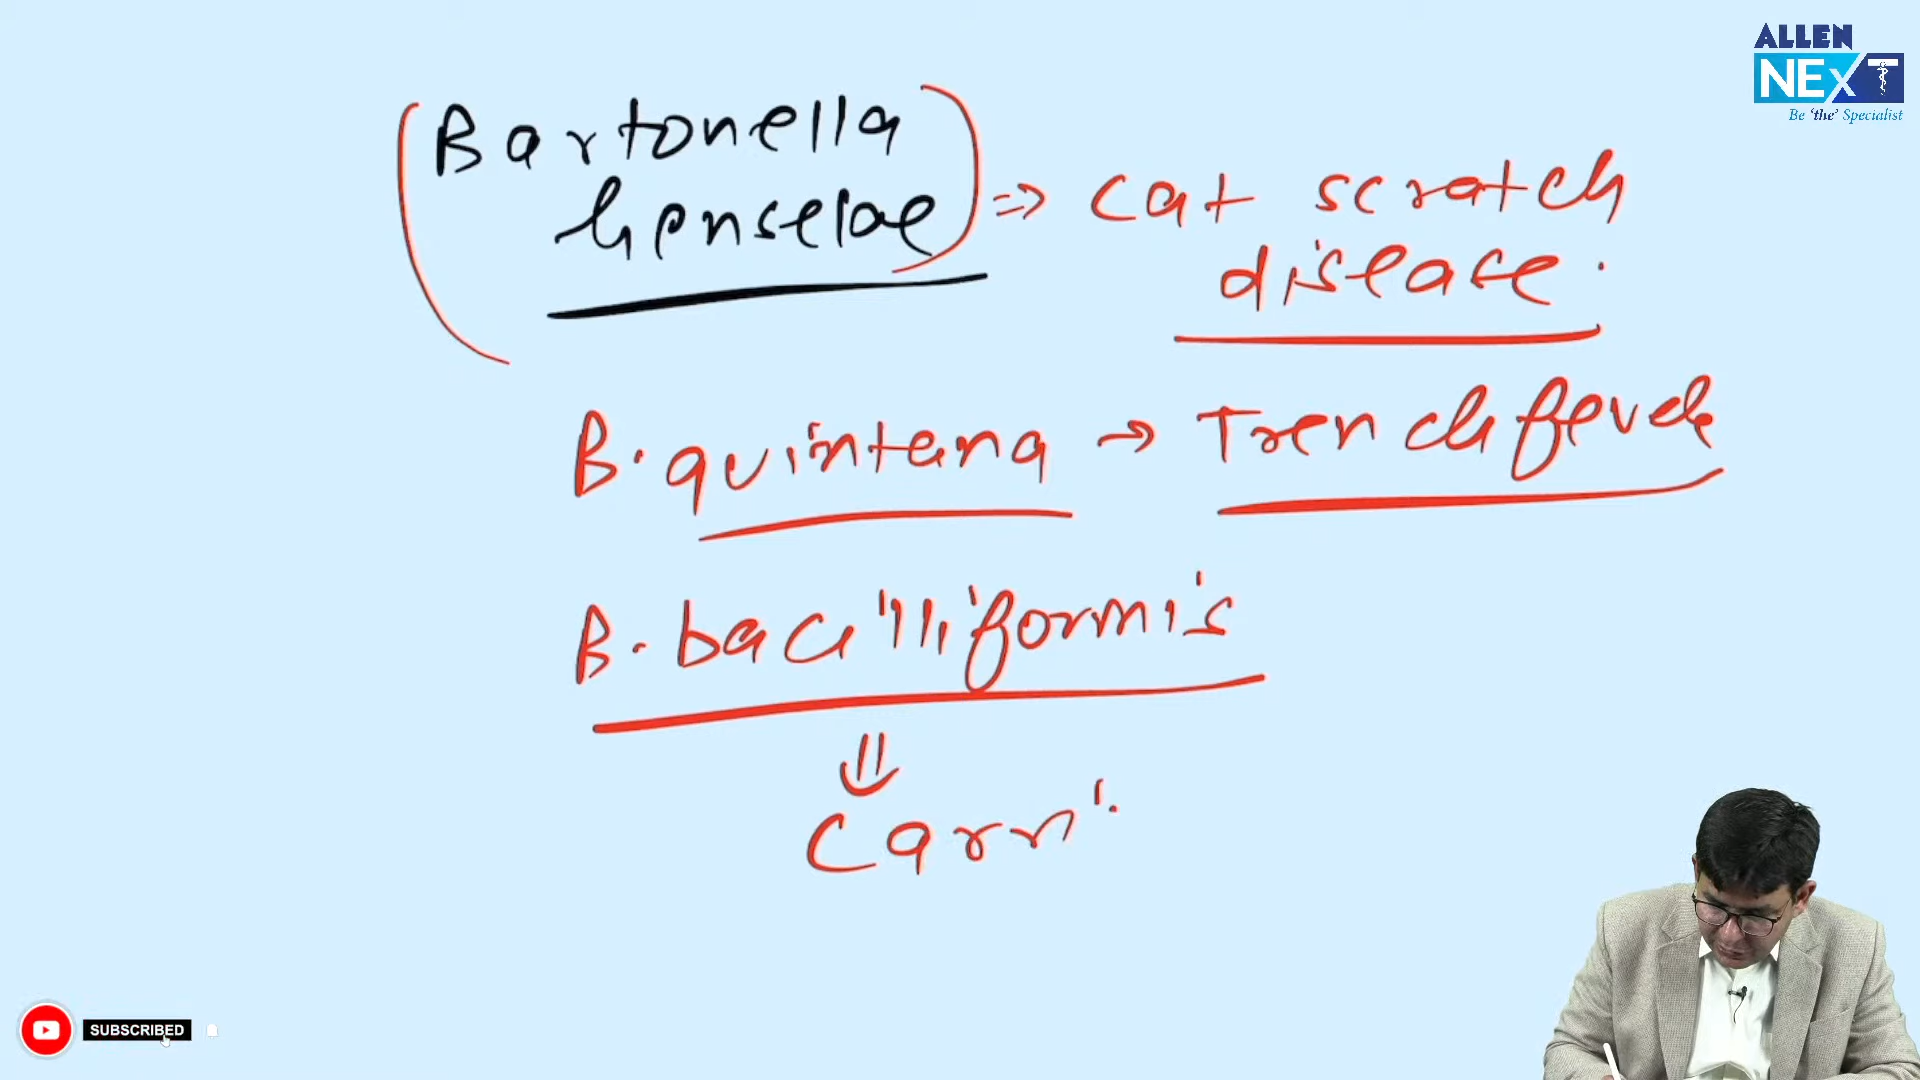 ALLEN
NEXT
Be 'the' Specialist
Bartonella
henselae
=> cat scratch
disease.
B. quintana → Trench fever
B. bacilliformis
Carri
SUBSCRIBED